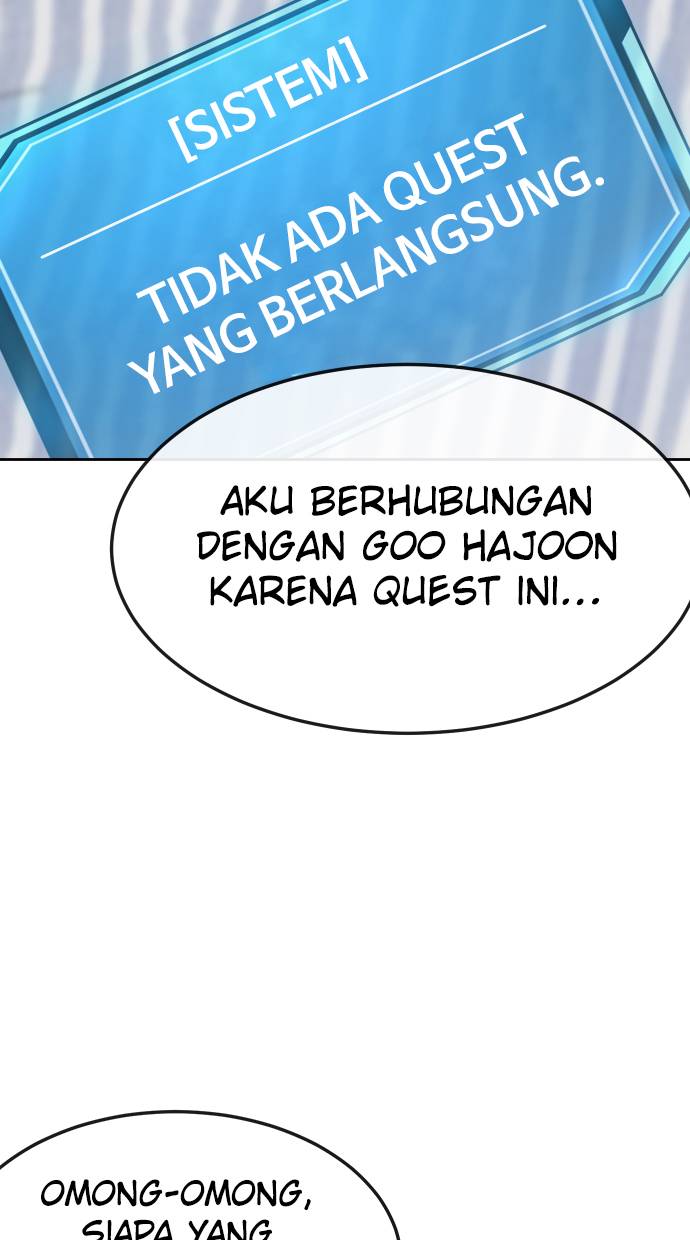 [SISTEM]
TIDAK ADA QUEST
YANG BERLANGSUNG.
AKU BERHUBUNGAN
DENGAN GOO HAJOON
KARENA QUEST INI...
OMONG-OMONG,
SIAPA YANG